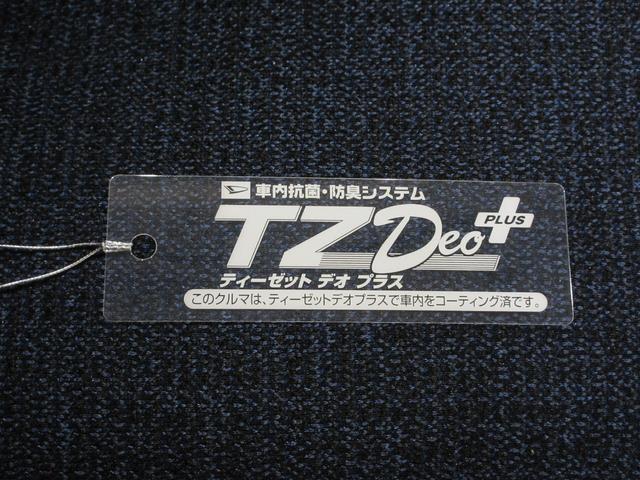 車内抗菌・防臭システム
TZ Deo PLUS
ティーゼット デオ プラス
このクルマは、ティーゼットデオプラスで車内をコーティング済です。